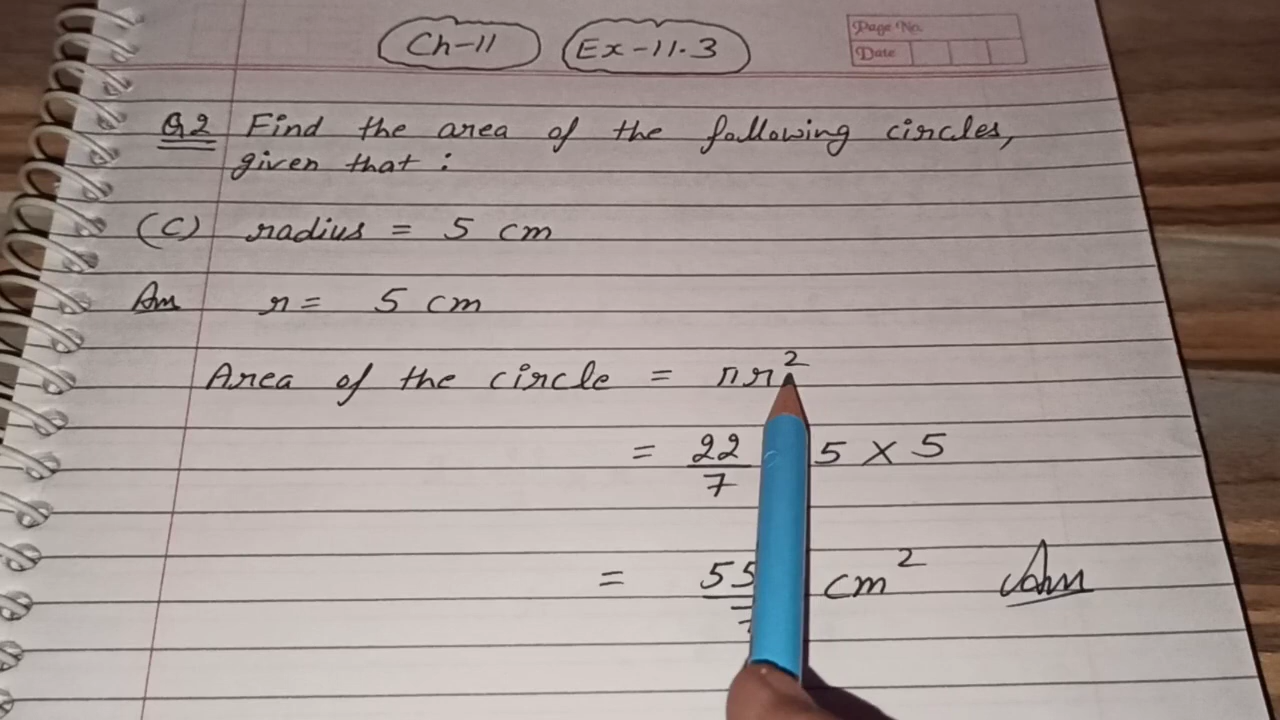 Ch-11 Ex-11.3
Page No.
Date
Q2 Find the area of the following circles,
given that :
(C) radius = 5 cm
Ans r = 5 cm
Area of the circle = πr²
= 22/7 5 × 5
= cm² Ans